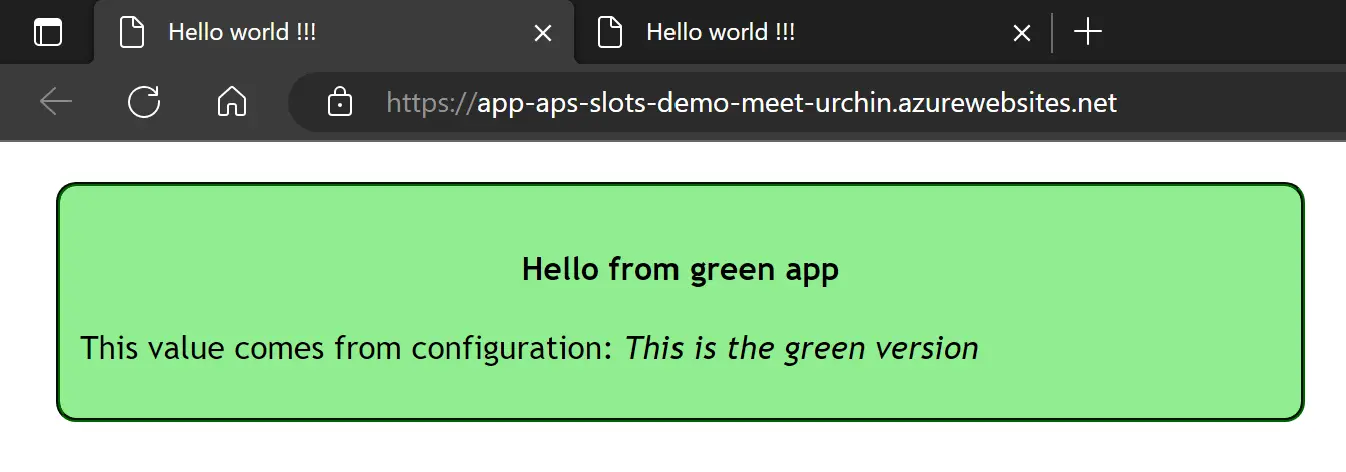 Hello world !!!
Hello world !!!
https://app-aps-slots-demo-meet-urchin.azurewebsites.net
Hello from green app
This value comes from configuration: This is the green version